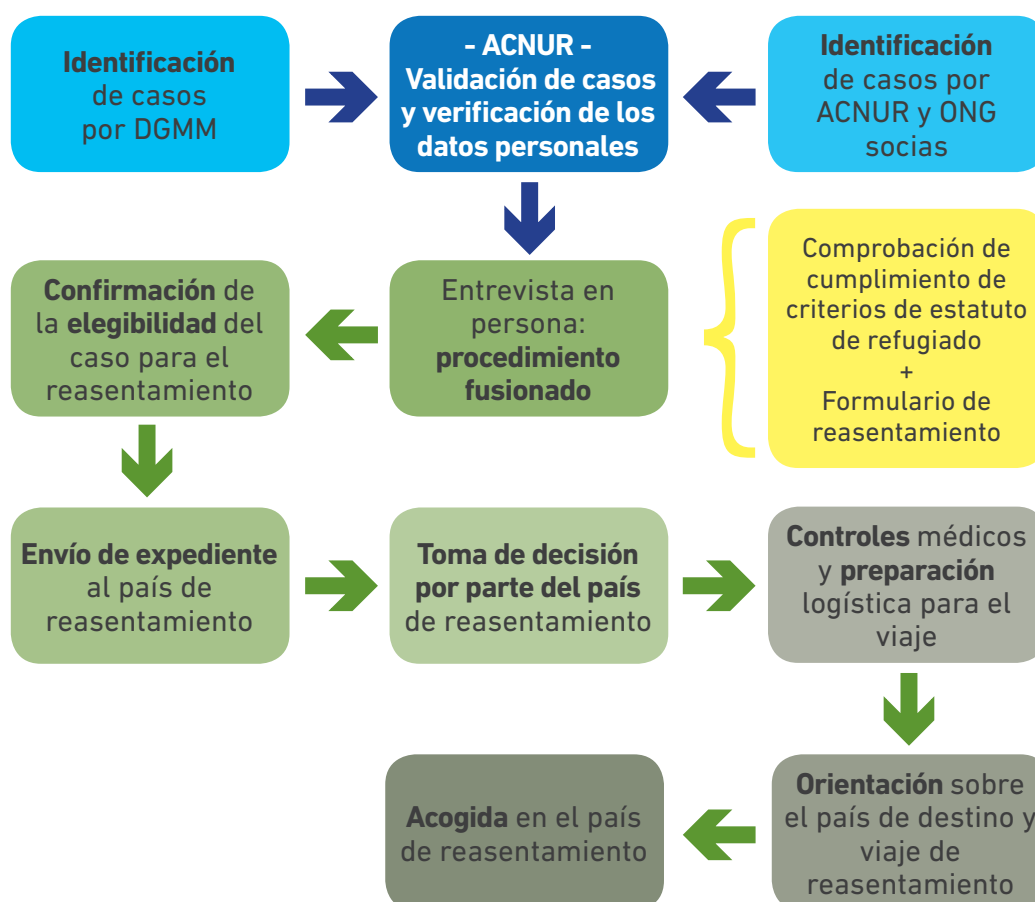 Identificación
de casos
por DGMM
- ACNUR -
Validación de casos
y verificación de los
datos personales
Identificación
de casos por
ACNUR y ONG
socias
Confirmación de
la elegibilidad del
caso para el
reasentamiento
Entrevista en
persona:
procedimiento
fusionado
Comprobación de
cumplimiento de
criterios de estatuto
de refugiado
+
Formulario de
reasentamiento
Envío de expediente
al país de
reasentamiento
Toma de decisión
por parte del país
de reasentamiento
Controles médicos
y preparación
logística para el
viaje
Acogida en el país
de reasentamiento
Orientación sobre
el país de destino y
viaje de
reasentamiento